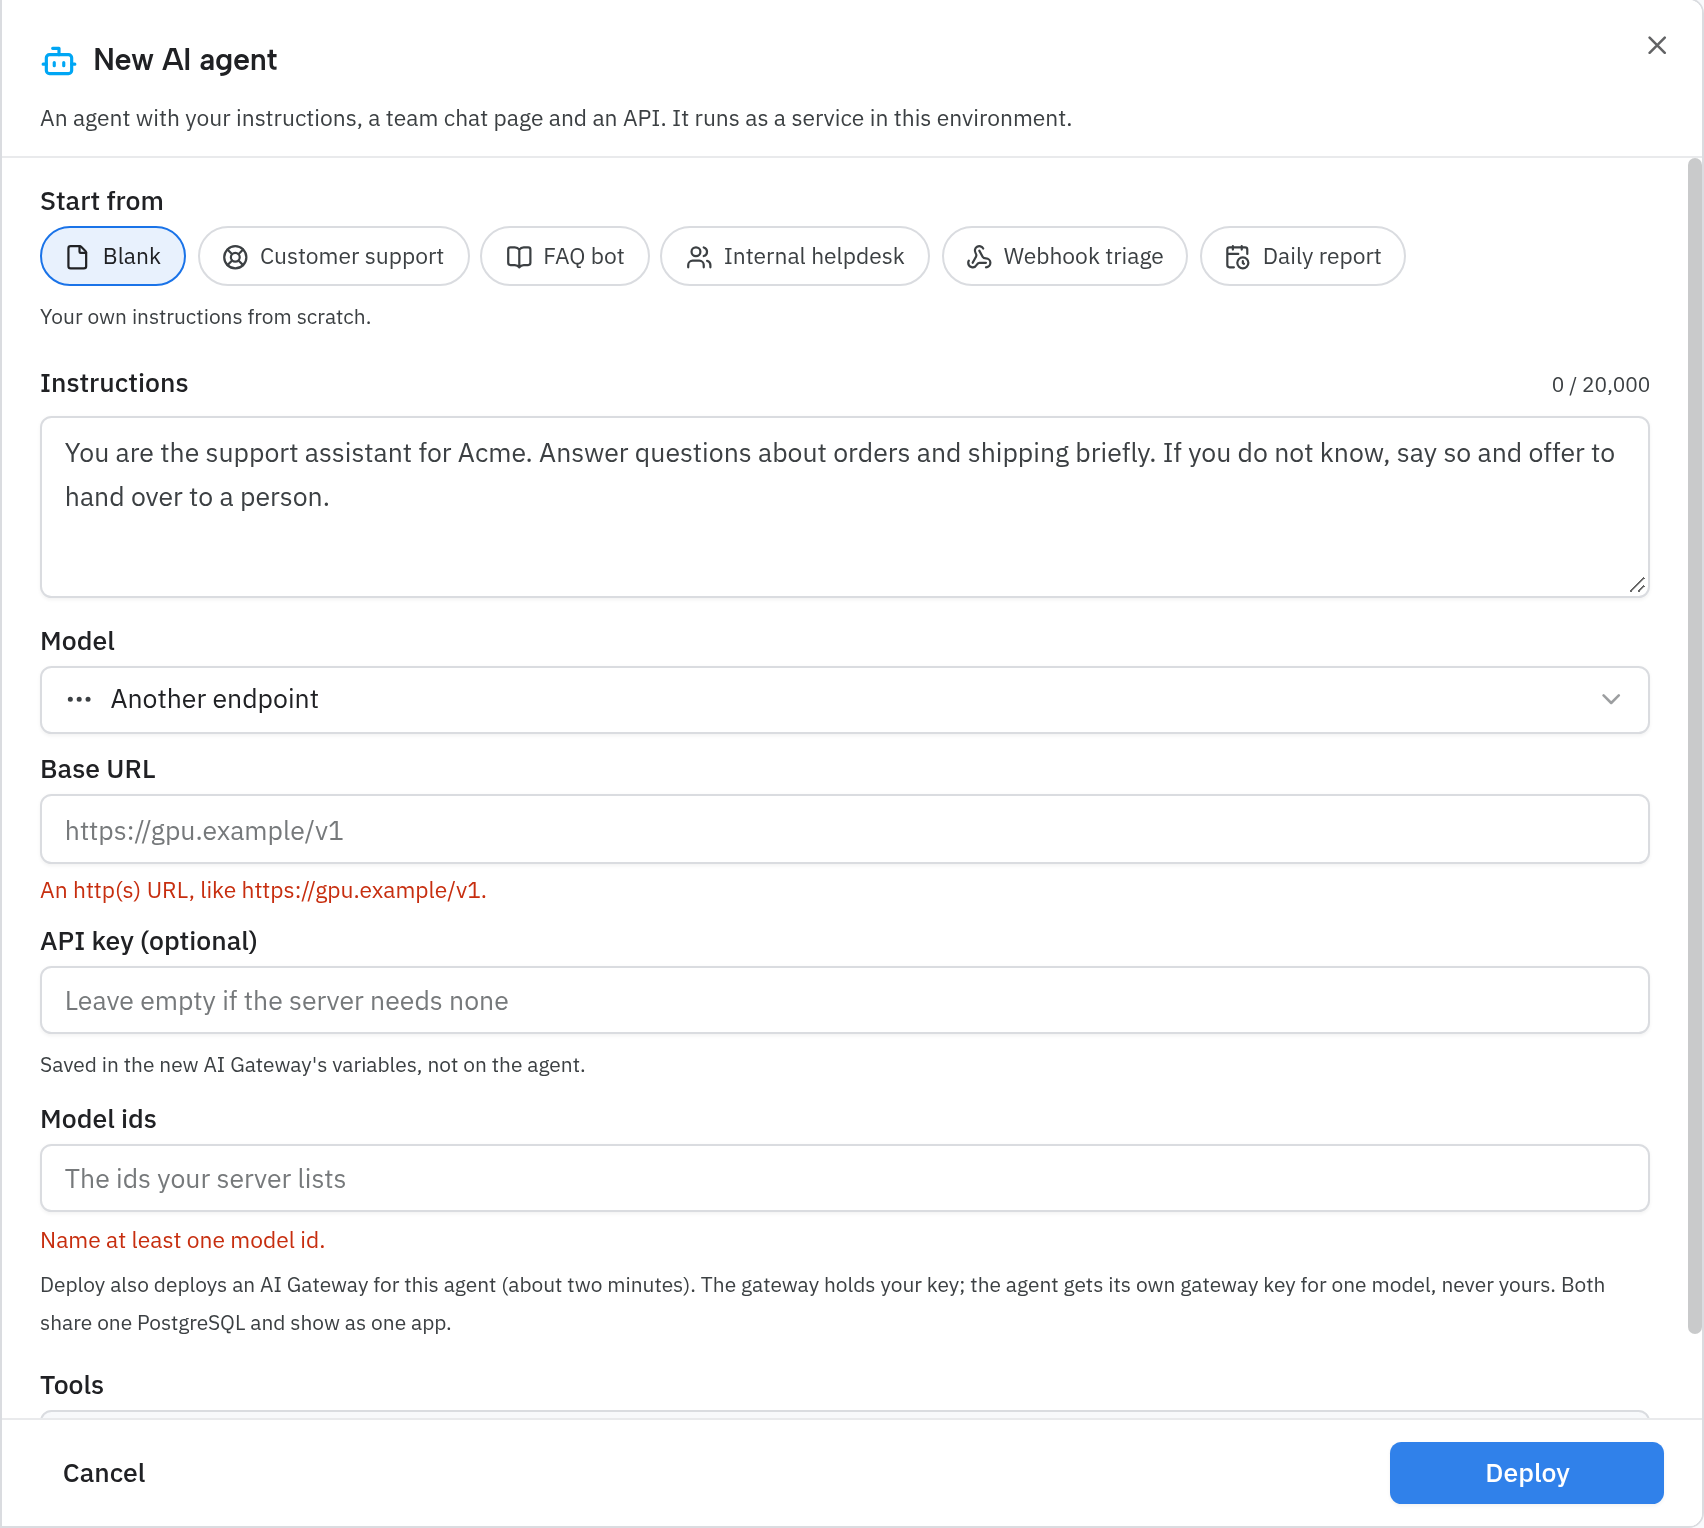 New AI agent
An agent with your instructions, a team chat page and an API. It runs as a service in this environment.
Start from
Blank
Customer support
FAQ bot
Internal helpdesk
Webhook triage
Daily report
Your own instructions from scratch.
Instructions
0 / 20,000
You are the support assistant for Acme. Answer questions about orders and shipping briefly. If you do not know, say so and offer to
hand over to a person.
Model
Another endpoint
Base URL
https://gpu.example/v1
An http(s) URL, like https://gpu.example/v1.
API key (optional)
Leave empty if the server needs none
Saved in the new AI Gateway's variables, not on the agent.
Model ids
The ids your server lists
Name at least one model id.
Deploy also deploys an AI Gateway for this agent (about two minutes). The gateway holds your key; the agent gets its own gateway key for one model, never yours. Both
share one PostgreSQL and show as one app.
Tools
Cancel
Deploy